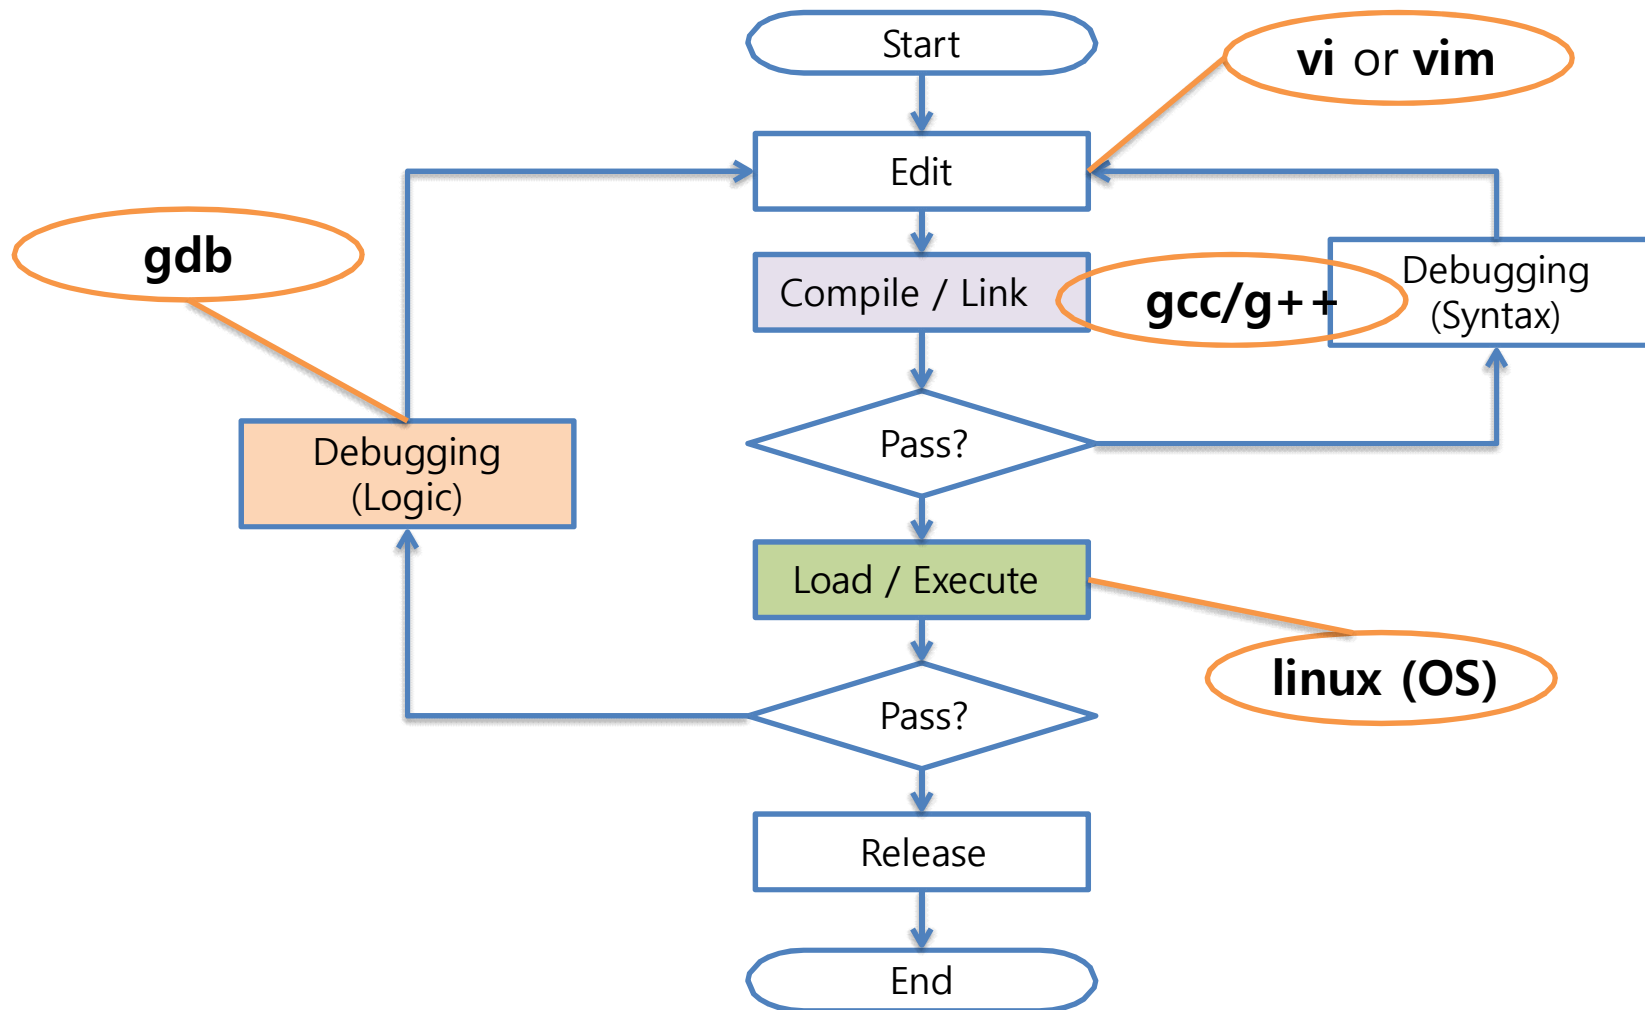 Start
vi or vim
Edit
gdb
Compile / Link
gcc/g++
Debugging
(Syntax)
Pass?
Debugging
(Logic)
Load / Execute
linux (OS)
Pass?
Release
End